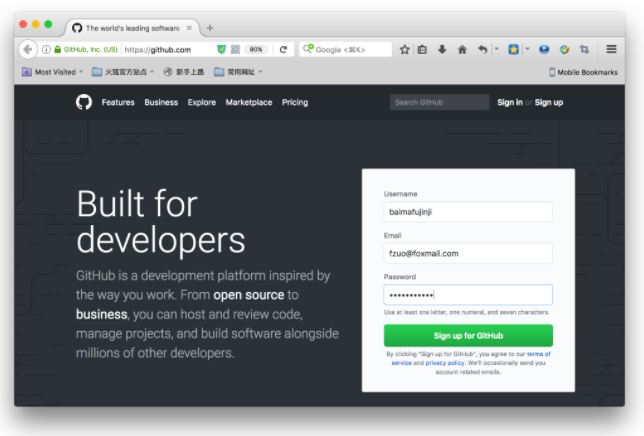 The world's leading software
GitHub, Inc. (US)
https://github.com
80%
Google <⌘K>
Most Visited
火狐官方站点
新手上路
常用网址
Mobile Bookmarks
Features
Business
Explore
Marketplace
Pricing
Search GitHub
Sign in or Sign up
Built for
developers
GitHub is a development platform inspired by
the way you work. From open source to
business, you can host and review code,
manage projects, and build software alongside
millions of other developers.
Username
baimafujinji
Email
fzuo@foxmail.com
Password
•••••••••••
Use at least one letter, one numeral, and seven characters.
Sign up for GitHub
By clicking "Sign up for GitHub", you agree to our terms of
service and privacy policy. We'll occasionally send you
account related emails.